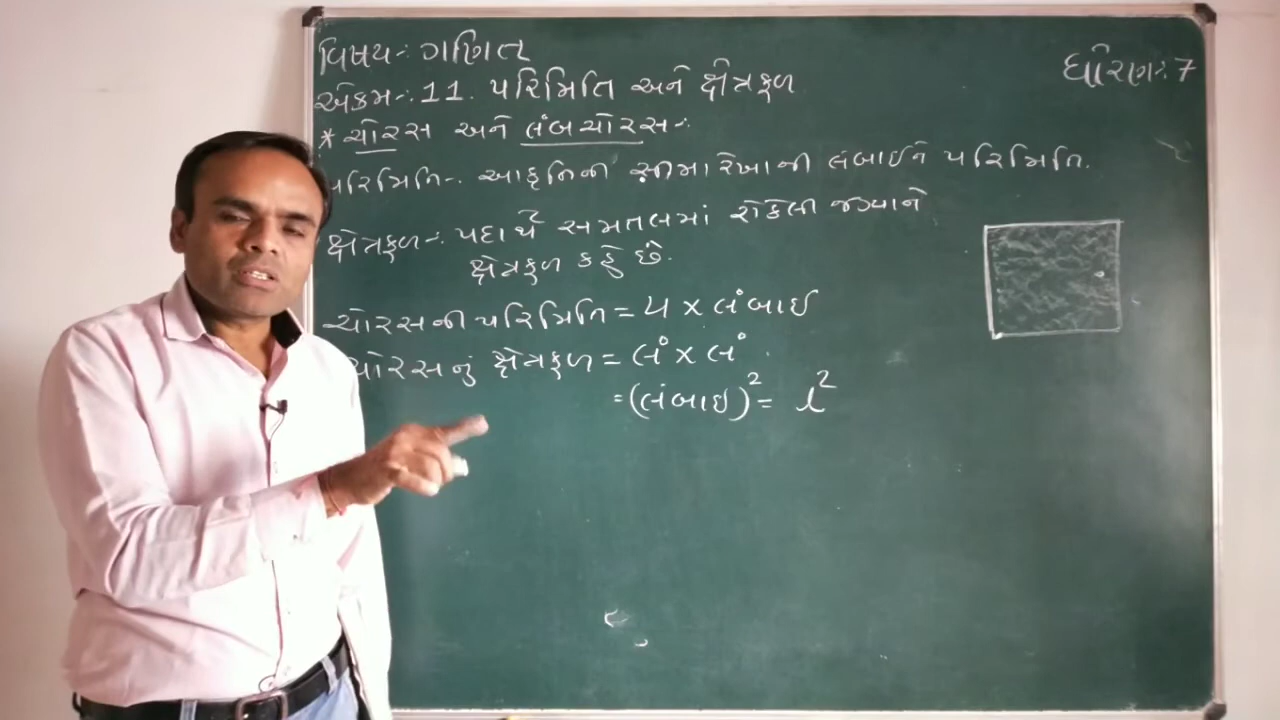 વિષય:- ગણિત
ધોરણ:- 7
એકમ:- 11. પરિમિતિ અને ક્ષેત્રફળ
* ચોરસ અને લંબચોરસ:-
પરિમિતિ:- આકૃતિની સીમારેખાની લંબાઈને પરિમિતિ.
ક્ષેત્રફળ:- પદાર્થે સમતલમાં રોકેલી જગ્યાને
ક્ષેત્રફળ કહે છે.
ચોરસની પરિમિતિ = 4 × લંબાઈ
ચોરસનું ક્ષેત્રફળ = લં° × લં°
= (લંબાઇ)² = l²